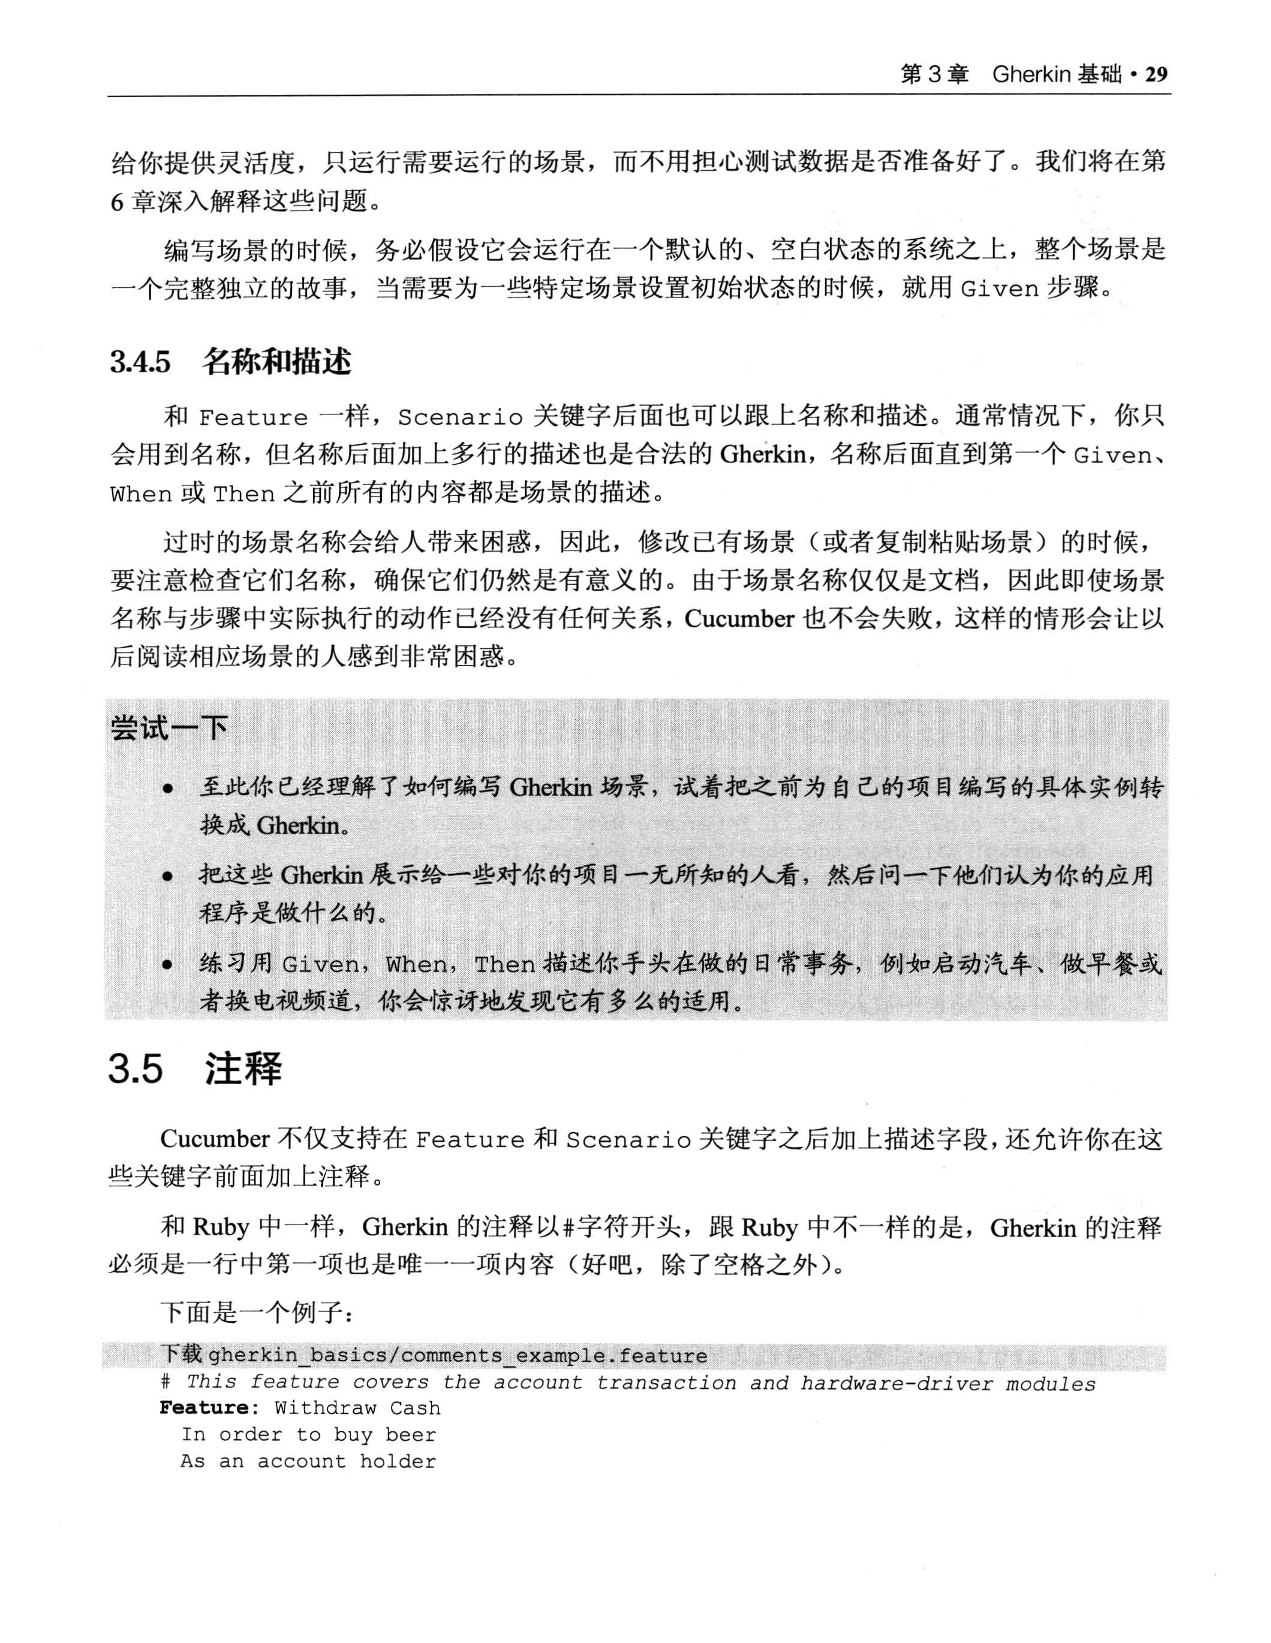 第 3 章 Gherkin 基础 · 29
给你提供灵活度，只运行需要运行的场景，而不用担心测试数据是否准备好了。我们将在第
6 章深入解释这些问题。
编写场景的时候，务必假设它会运行在一个默认的、空白状态的系统之上，整个场景是
一个完整独立的故事，当需要为一些特定场景设置初始状态的时候，就用 Given 步骤。
3.4.5 名称和描述
和 Feature 一样，Scenario 关键字后面也可以跟上名称和描述。通常情况下，你只
会用到名称，但名称后面加上多行的描述也是合法的 Gherkin，名称后面直到第一个 Given、
When 或 Then 之前所有的内容都是场景的描述。
过时的场景名称会给人带来困惑，因此，修改已有场景（或者复制粘贴场景）的时候，
要注意检查它们名称，确保它们仍然是有意义的。由于场景名称仅仅是文档，因此即使场景
名称与步骤中实际执行的动作已经没有任何关系，Cucumber 也不会失败，这样的情形会让以
后阅读相应场景的人感到非常困惑。
尝试一下
● 至此你已经理解了如何编写 Gherkin 场景，试着把之前为自己的项目编写的具体实例转
换成 Gherkin。
● 把这些 Gherkin 展示给一些对你的项目一无所知的人看，然后问一下他们认为你的应用
程序是做什么的。
● 练习用 Given，When，Then 描述你手头在做的日常事务，例如启动汽车、做早餐或
者换电视频道，你会惊讶地发现它有多么的适用。
3.5 注释
Cucumber 不仅支持在 Feature 和 Scenario 关键字之后加上描述字段，还允许你在这
些关键字前面加上注释。
和 Ruby 中一样，Gherkin 的注释以#字符开头，跟 Ruby 中不一样的是，Gherkin 的注释
必须是一行中第一项也是唯一一项内容（好吧，除了空格之外）。
下面是一个例子：
下载 gherkin_basics/comments_example.feature
# This feature covers the account transaction and hardware-driver modules
Feature: Withdraw Cash
In order to buy beer
As an account holder